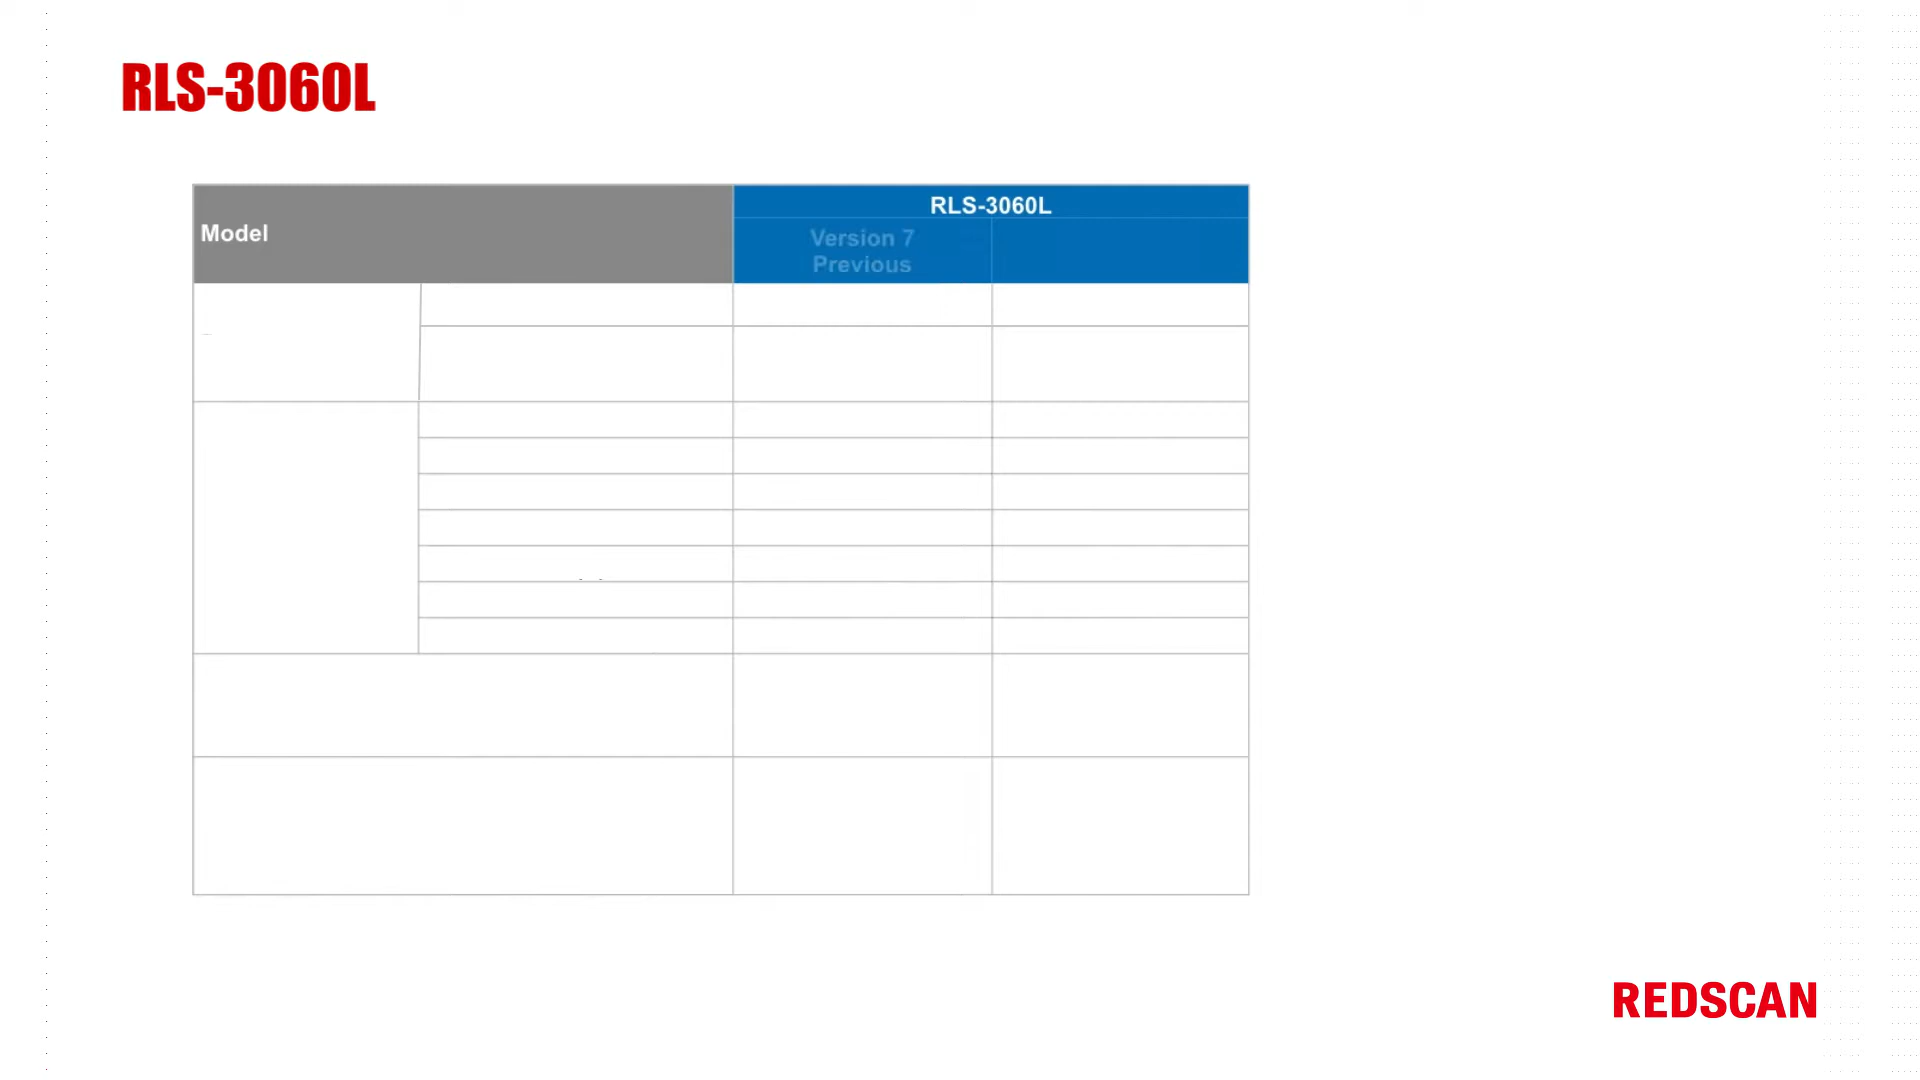 RLS-3060L
Model
RLS-3060L
Version 7
Previous
REDSCAN